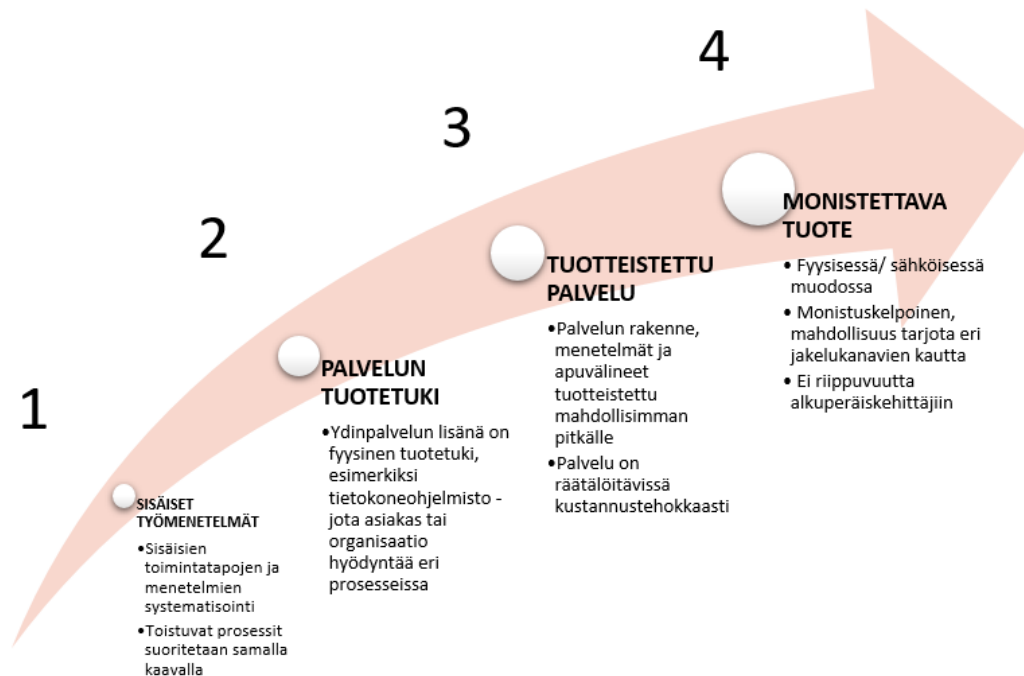 1
SISÄISET
TYÖMENETELMÄT
•Sisäisien
toimintatapojen ja
menetelmien
systematisointi
•Toistuvat prosessit
suoritetaan samalla
kaavalla
2
PALVELUN
TUOTETUKI
•Ydinpalvelun lisänä on
fyysinen tuotetuki,
esimerkiksi
tietokoneohjelmisto -
jota asiakas tai
organisaatio
hyödyntää eri
prosesseissa
3
TUOTTEISTETTU
PALVELU
•Palvelun rakenne,
menetelmät ja
apuvälineet
tuotteistettu
mahdollisimman
pitkälle
•Palvelu on
räätälöitävissä
kustannustehokkaasti
4
MONISTETTAVA
TUOTE
• Fyysisessä/ sähköisessä
muodossa
• Monistuskelpoinen,
mahdollisuus tarjota eri
jakelukanavien kautta
• Ei riippuvuutta
alkuperäiskehittäjiin